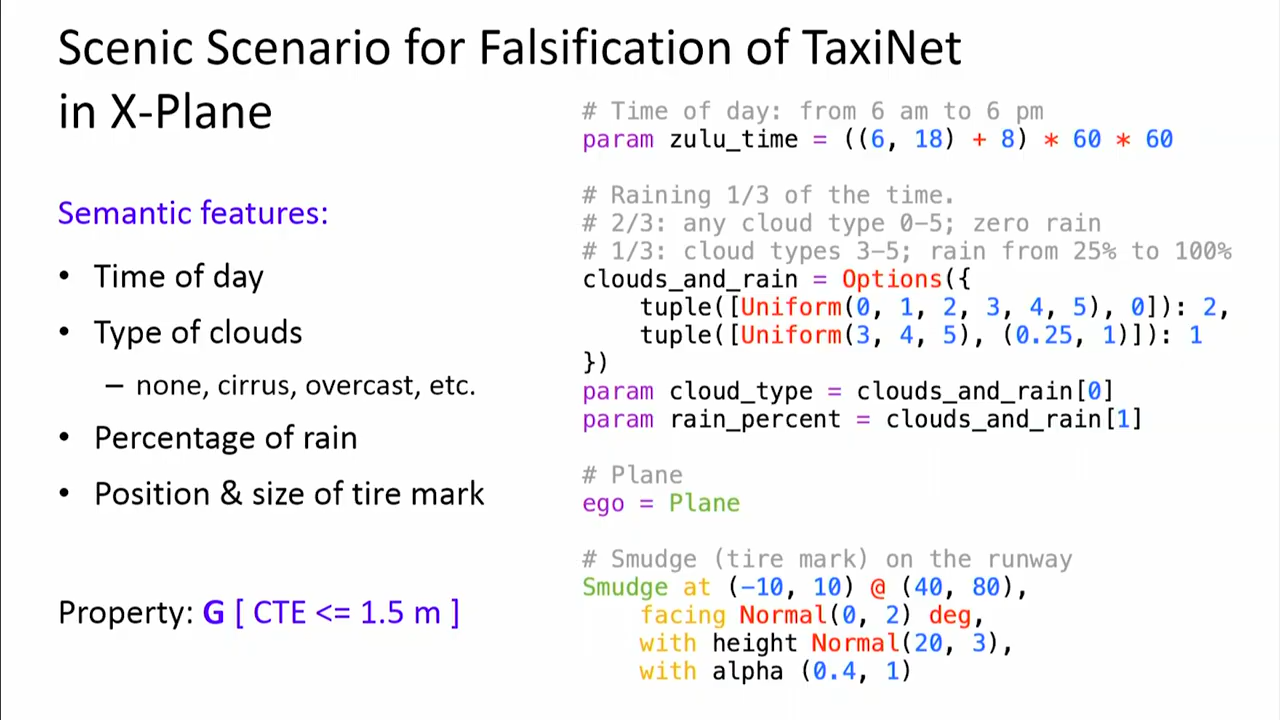 Scenic Scenario for Falsification of TaxiNet
in X-Plane
Semantic features:
• Time of day
• Type of clouds
– none, cirrus, overcast, etc.
• Percentage of rain
• Position & size of tire mark
Property: G [ CTE <= 1.5 m ]
# Time of day: from 6 am to 6 pm
param zulu_time = ((6, 18) + 8) * 60 * 60
# Raining 1/3 of the time.
# 2/3: any cloud type 0-5; zero rain
# 1/3: cloud types 3-5; rain from 25% to 100%
clouds_and_rain = Options({
    tuple([Uniform(0, 1, 2, 3, 4, 5), 0]): 2,
    tuple([Uniform(3, 4, 5), (0.25, 1)]): 1
})
param cloud_type = clouds_and_rain[0]
param rain_percent = clouds_and_rain[1]
# Plane
ego = Plane
# Smudge (tire mark) on the runway
Smudge at (-10, 10) @ (40, 80),
    facing Normal(0, 2) deg,
    with height Normal(20, 3),
    with alpha (0.4, 1)